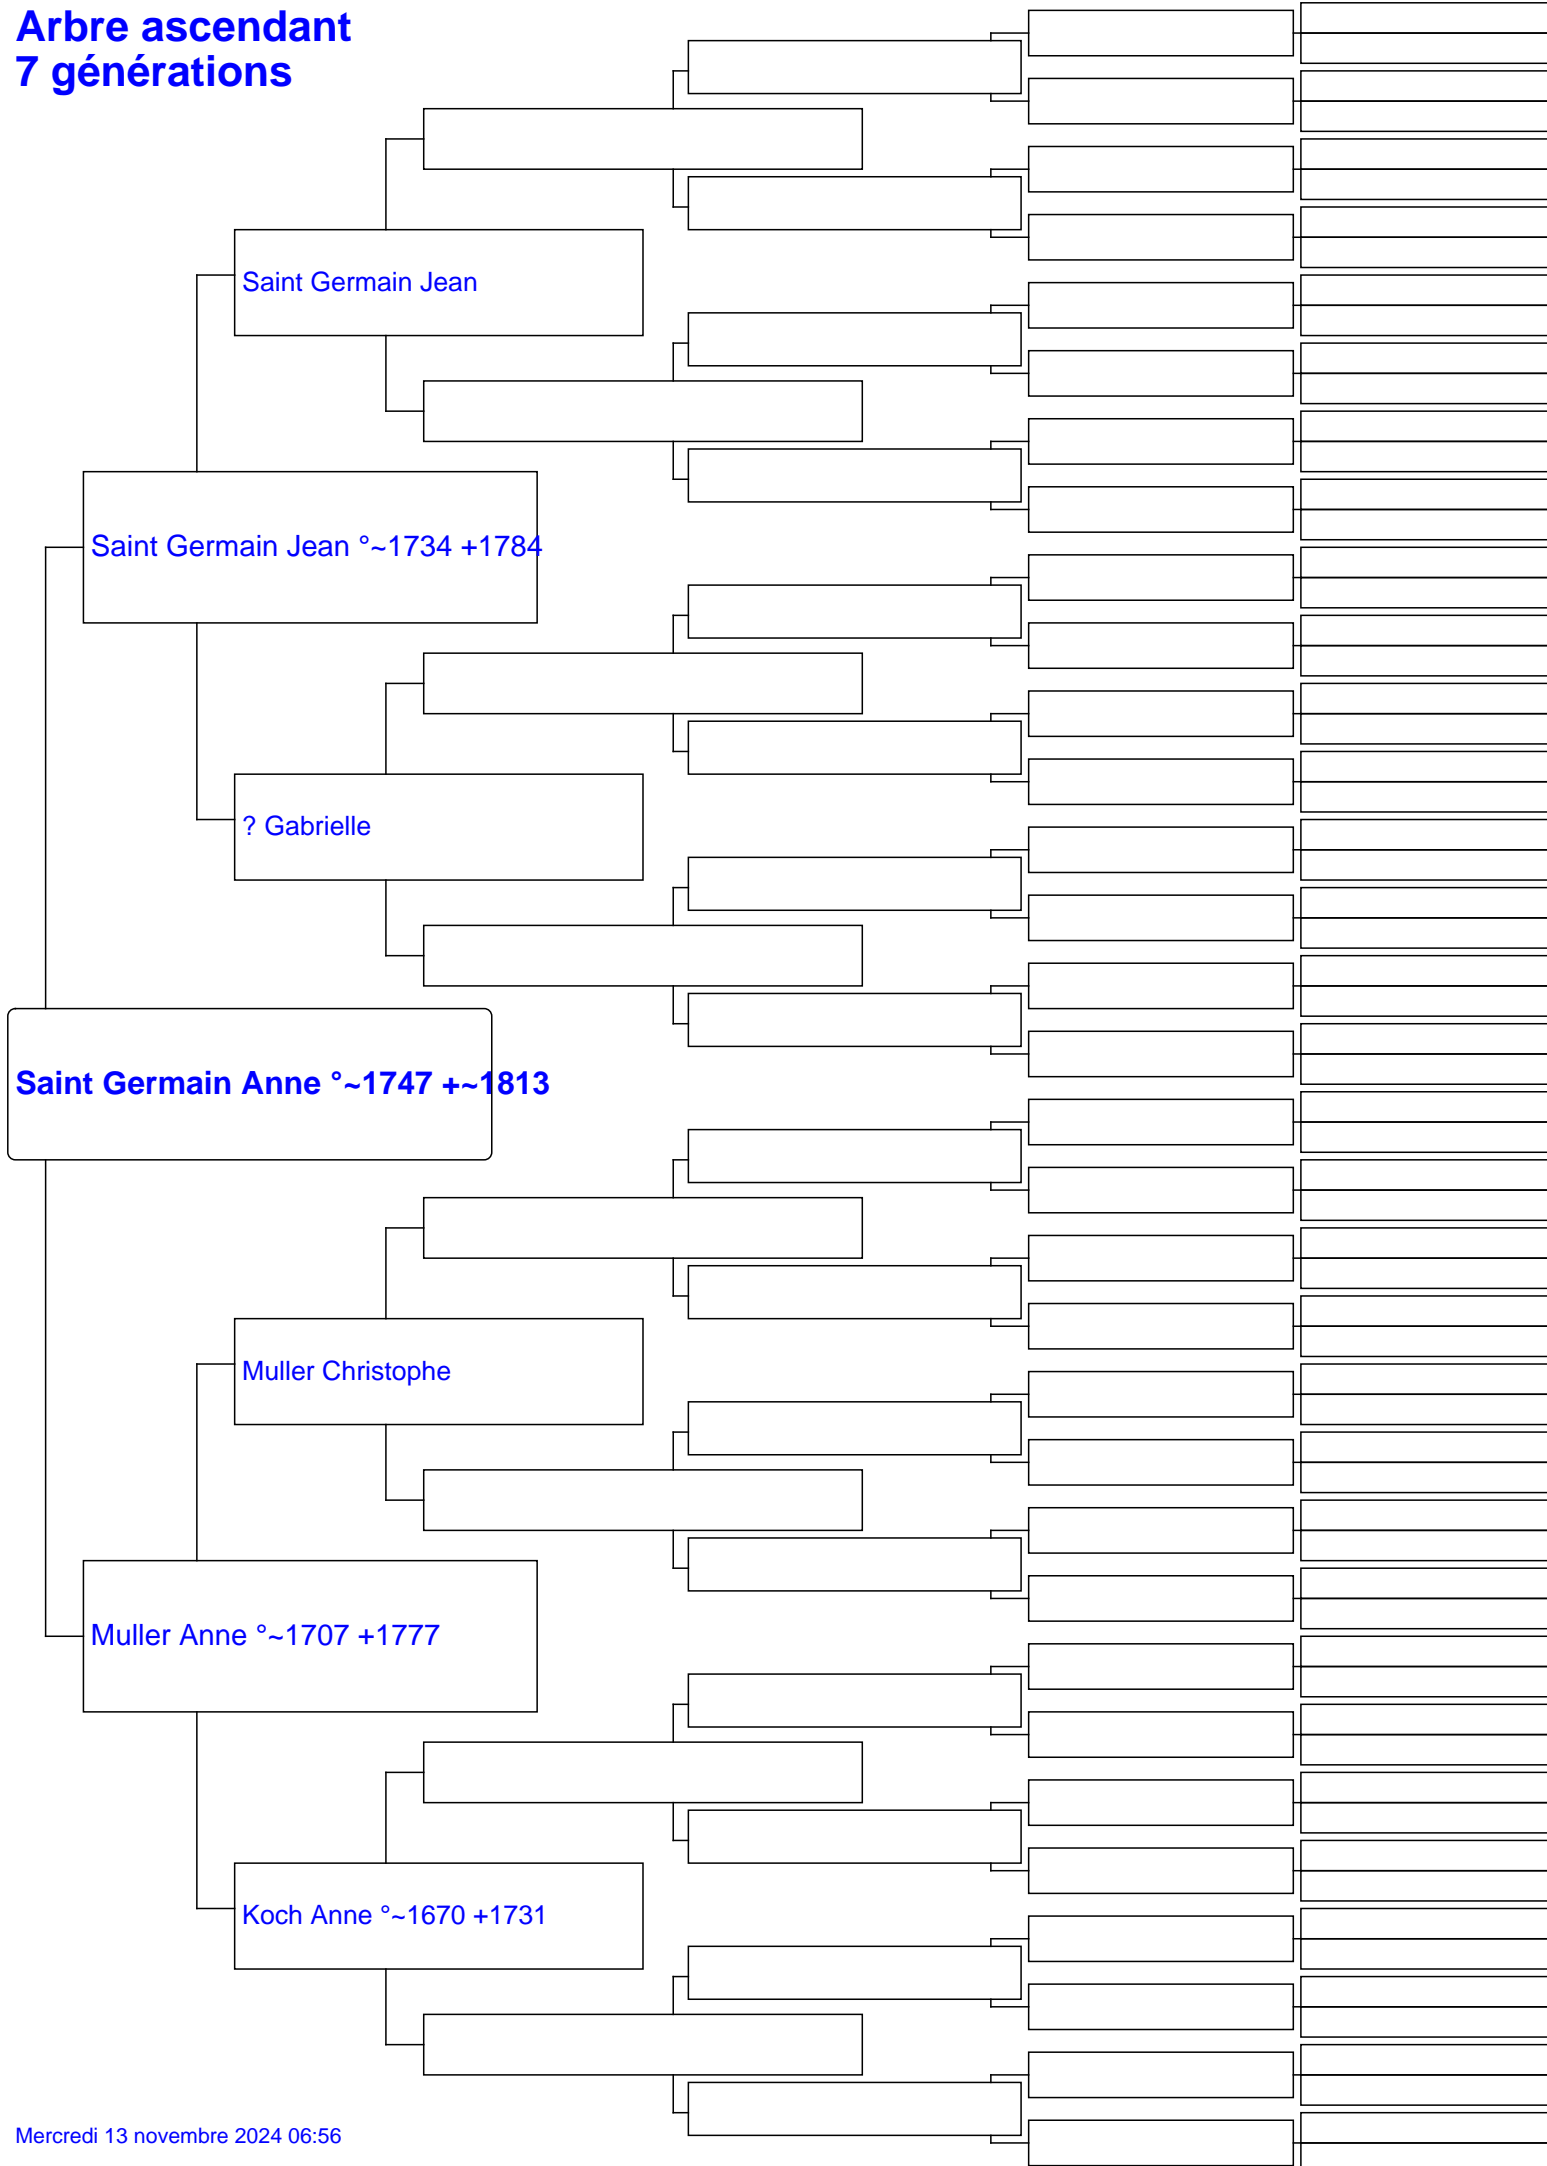 Arbre ascendant
7 générations
Saint Germain Jean
Saint Germain Jean °~1734 +1784
? Gabrielle
Saint Germain Anne °~1747 +~1813
Muller Christophe
Muller Anne °~1707 +1777
Koch Anne °~1670 +1731
Mercredi 13 novembre 2024 06:56